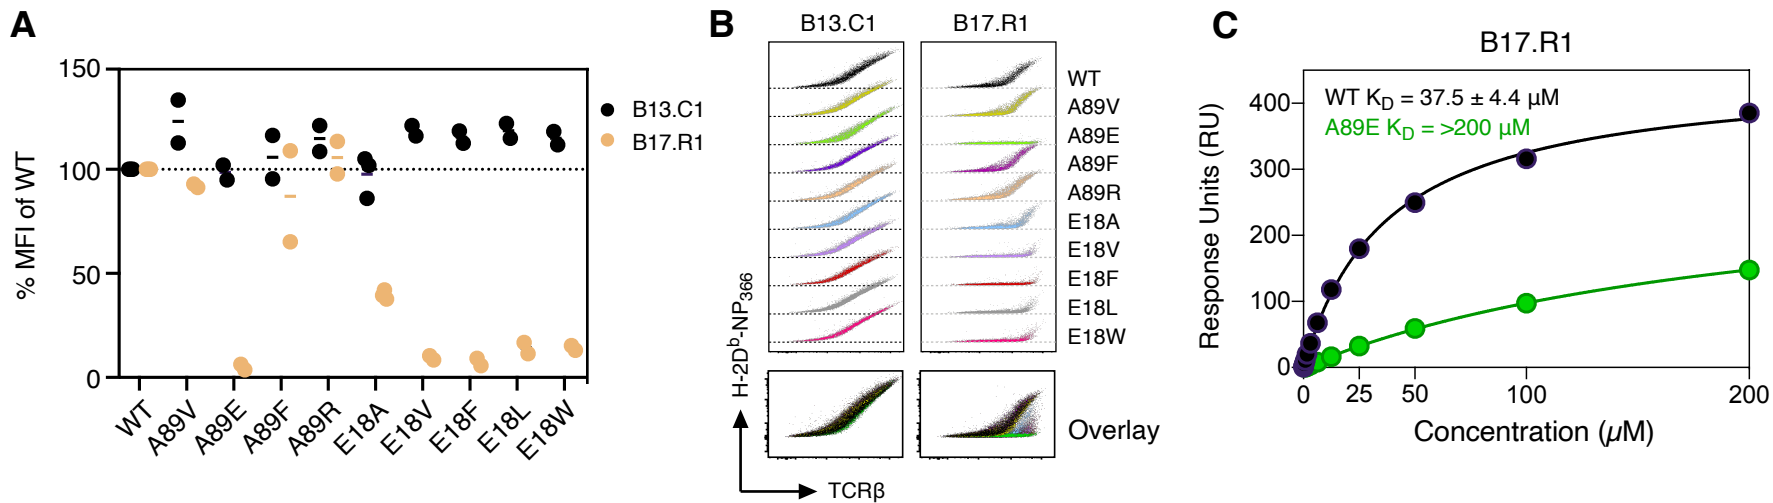 A
150
100
50
0
% MFI of WT
B13.C1
B17.R1
WT
A89V
A89E
A89F
A89R
E18A
E18V
E18F
E18L
E18W
B
B13.C1
B17.R1
WT
A89V
A89E
A89F
A89R
E18A
E18V
E18F
E18L
E18W
Overlay
H-2Dᵇ-NP₃₆₆
TCRβ
C
B17.R1
WT K_D = 37.5 ± 4.4 µM
A89E K_D = >200 µM
400
300
200
100
0
Response Units (RU)
0 25 50 100 200
Concentration (µM)